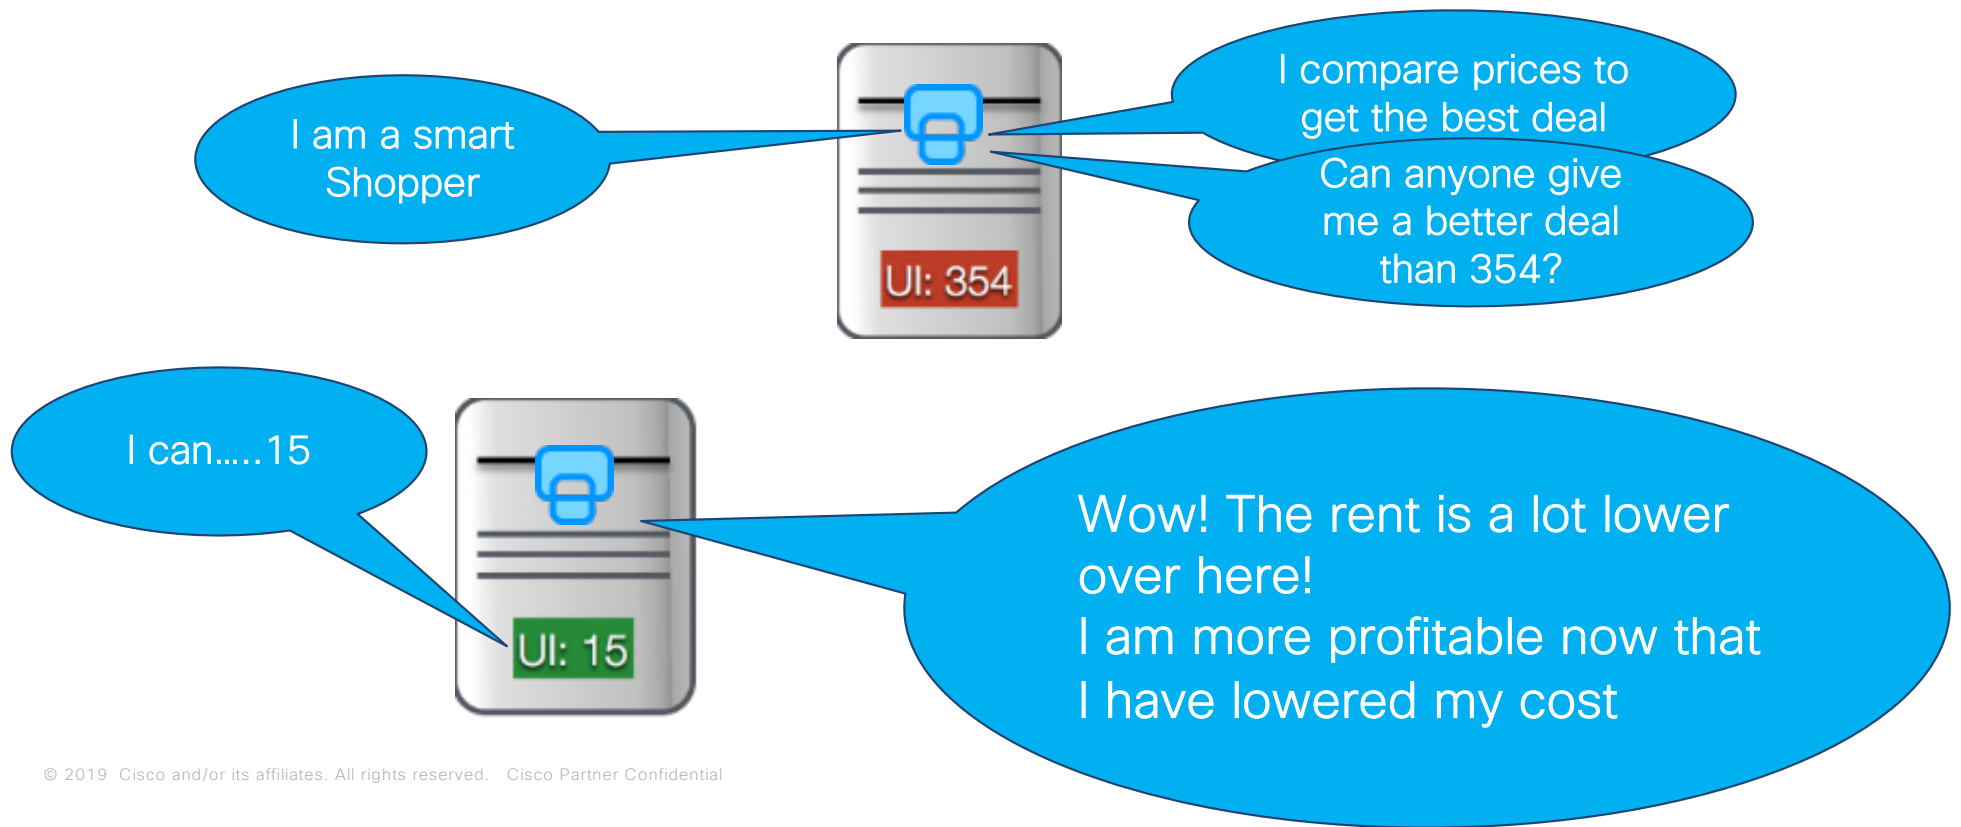 I am a smart
Shopper
I compare prices to
get the best deal
Can anyone give
me a better deal
than 354?
UI: 354
I can.....15
UI: 15
Wow! The rent is a lot lower
over here!
I am more profitable now that
I have lowered my cost
© 2019 Cisco and/or its affiliates. All rights reserved. Cisco Partner Confidential